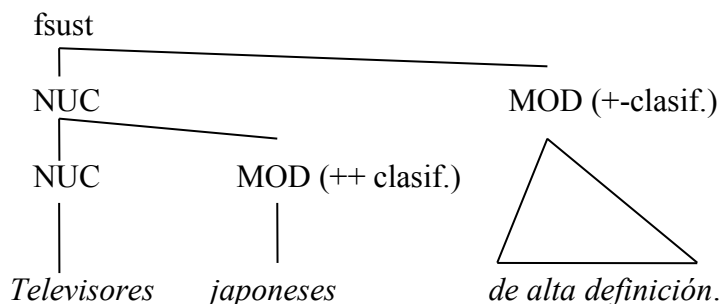 fsust
NUC MOD (+-clasif.)
NUC MOD (++ clasif.)
Televisores japoneses de alta definición.